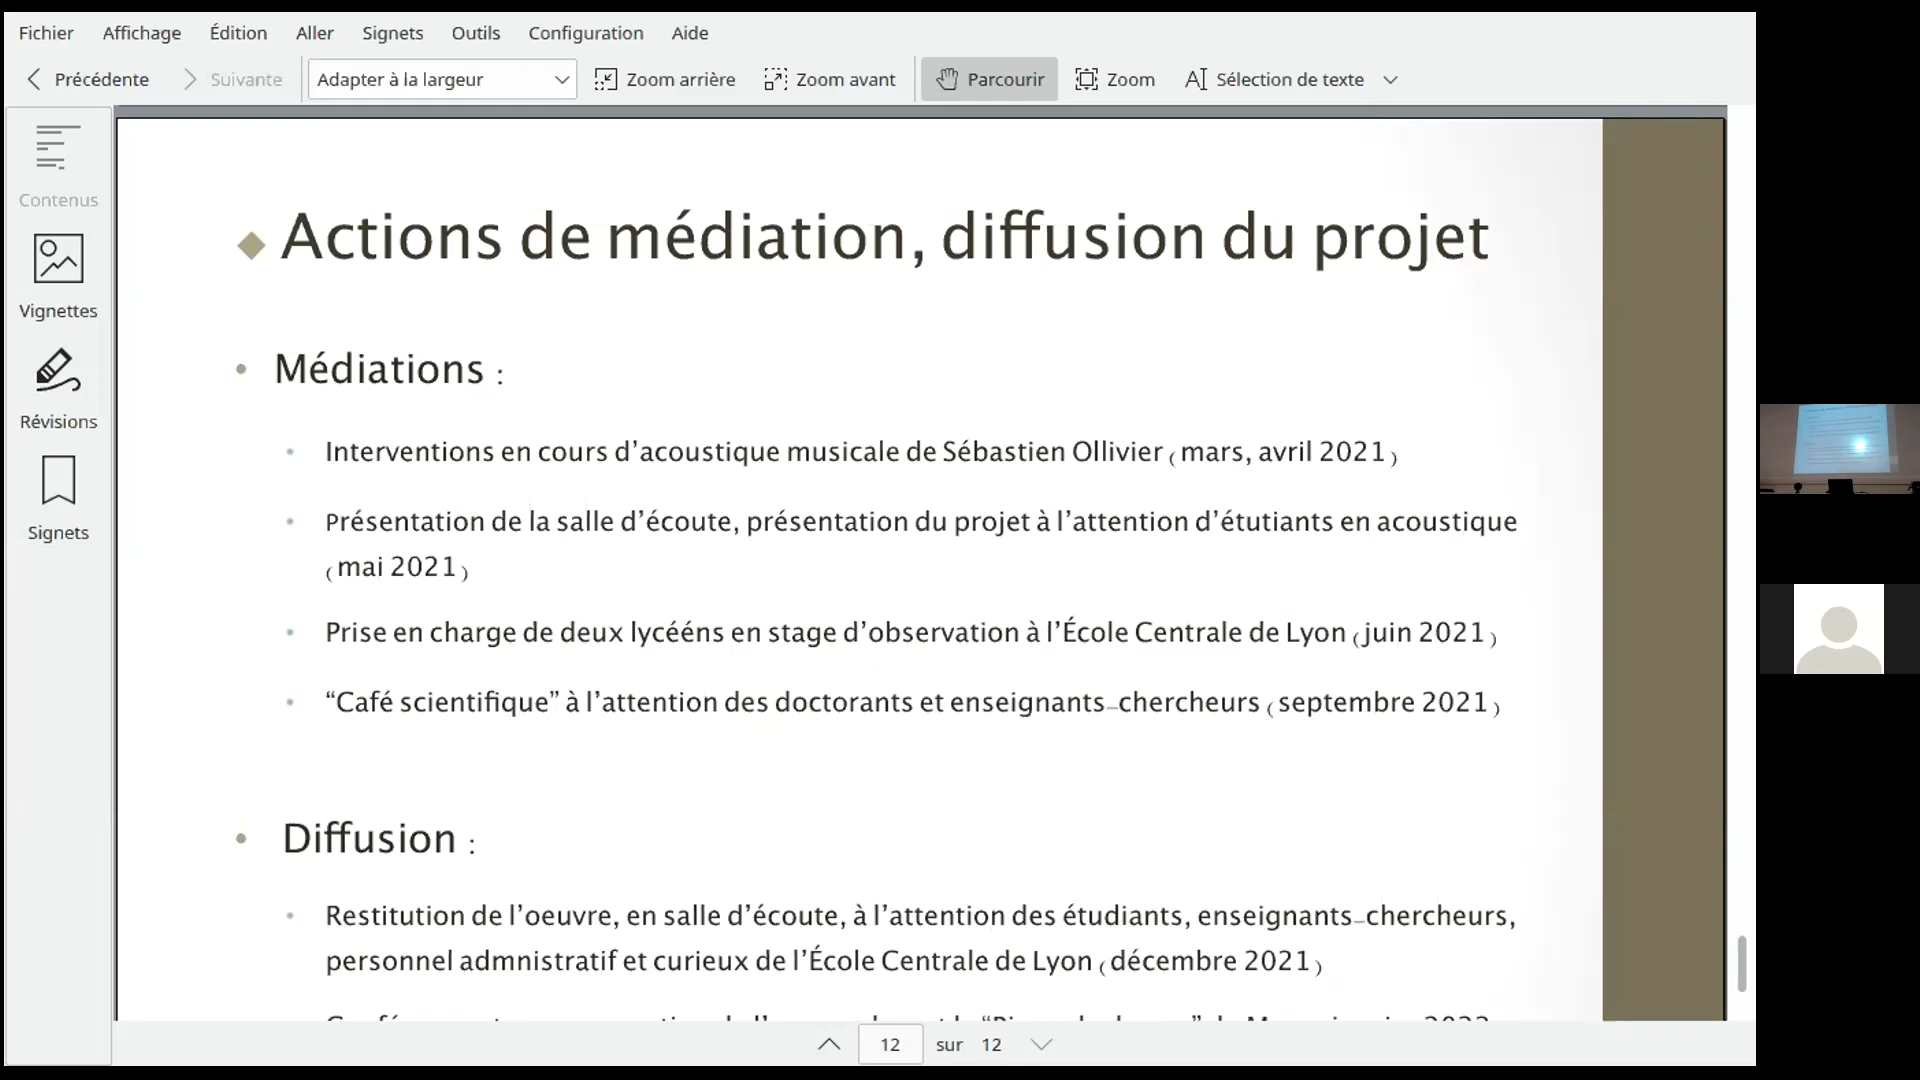 Fichier Affichage Édition Aller Signets Outils Configuration Aide
Précédente Suivante Adapter à la largeur Zoom arrière Zoom avant Parcourir Zoom Sélection de texte
Contenus
Vignettes
Révisions
Signets
Actions de médiation, diffusion du projet
Médiations :
Interventions en cours d’acoustique musicale de Sébastien Ollivier (mars, avril 2021)
Présentation de la salle d’écoute, présentation du projet à l’attention d’étutiants en acoustique
(mai 2021)
Prise en charge de deux lycééns en stage d’observation à l’École Centrale de Lyon (juin 2021)
“Café scientifique” à l’attention des doctorants et enseignants-chercheurs (septembre 2021)
Diffusion :
Restitution de l’oeuvre, en salle d’écoute, à l’attention des étudiants, enseignants-chercheurs,
personnel admnistratif et curieux de l’École Centrale de Lyon (décembre 2021)
12 sur 12